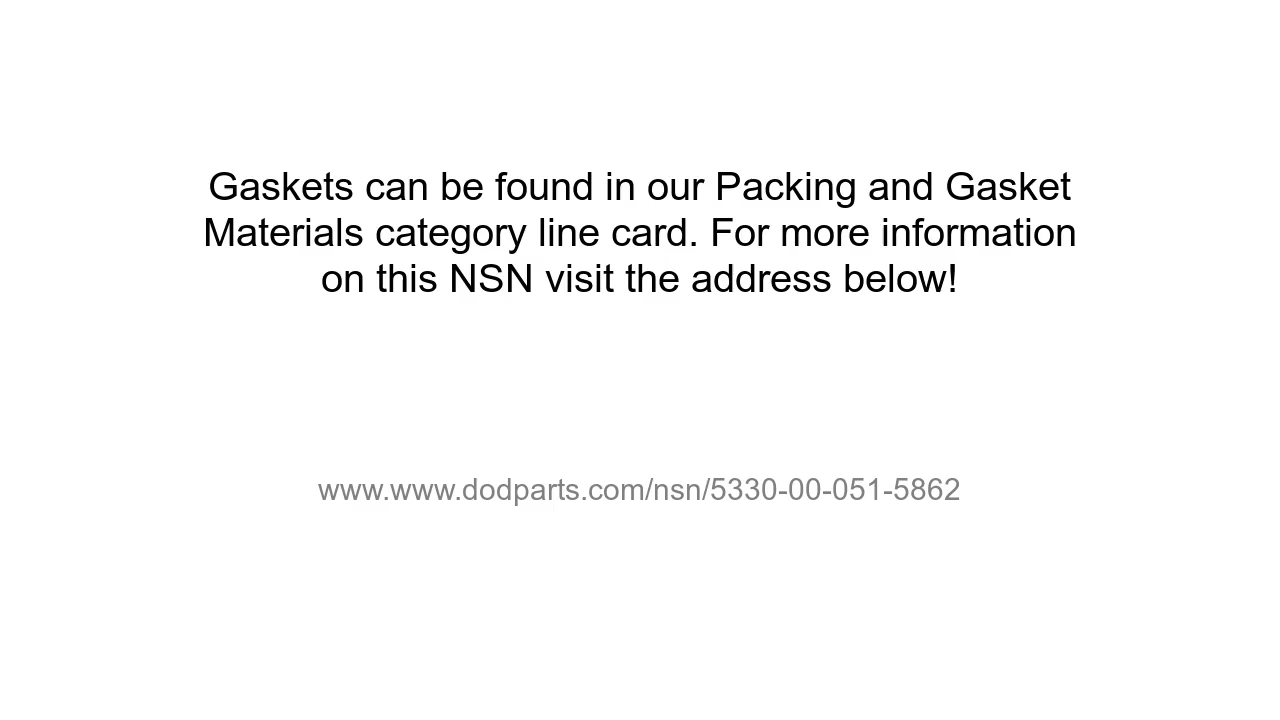 Gaskets can be found in our Packing and Gasket
Materials category line card. For more information
on this NSN visit the address below!
www.www.dodparts.com/nsn/5330-00-051-5862